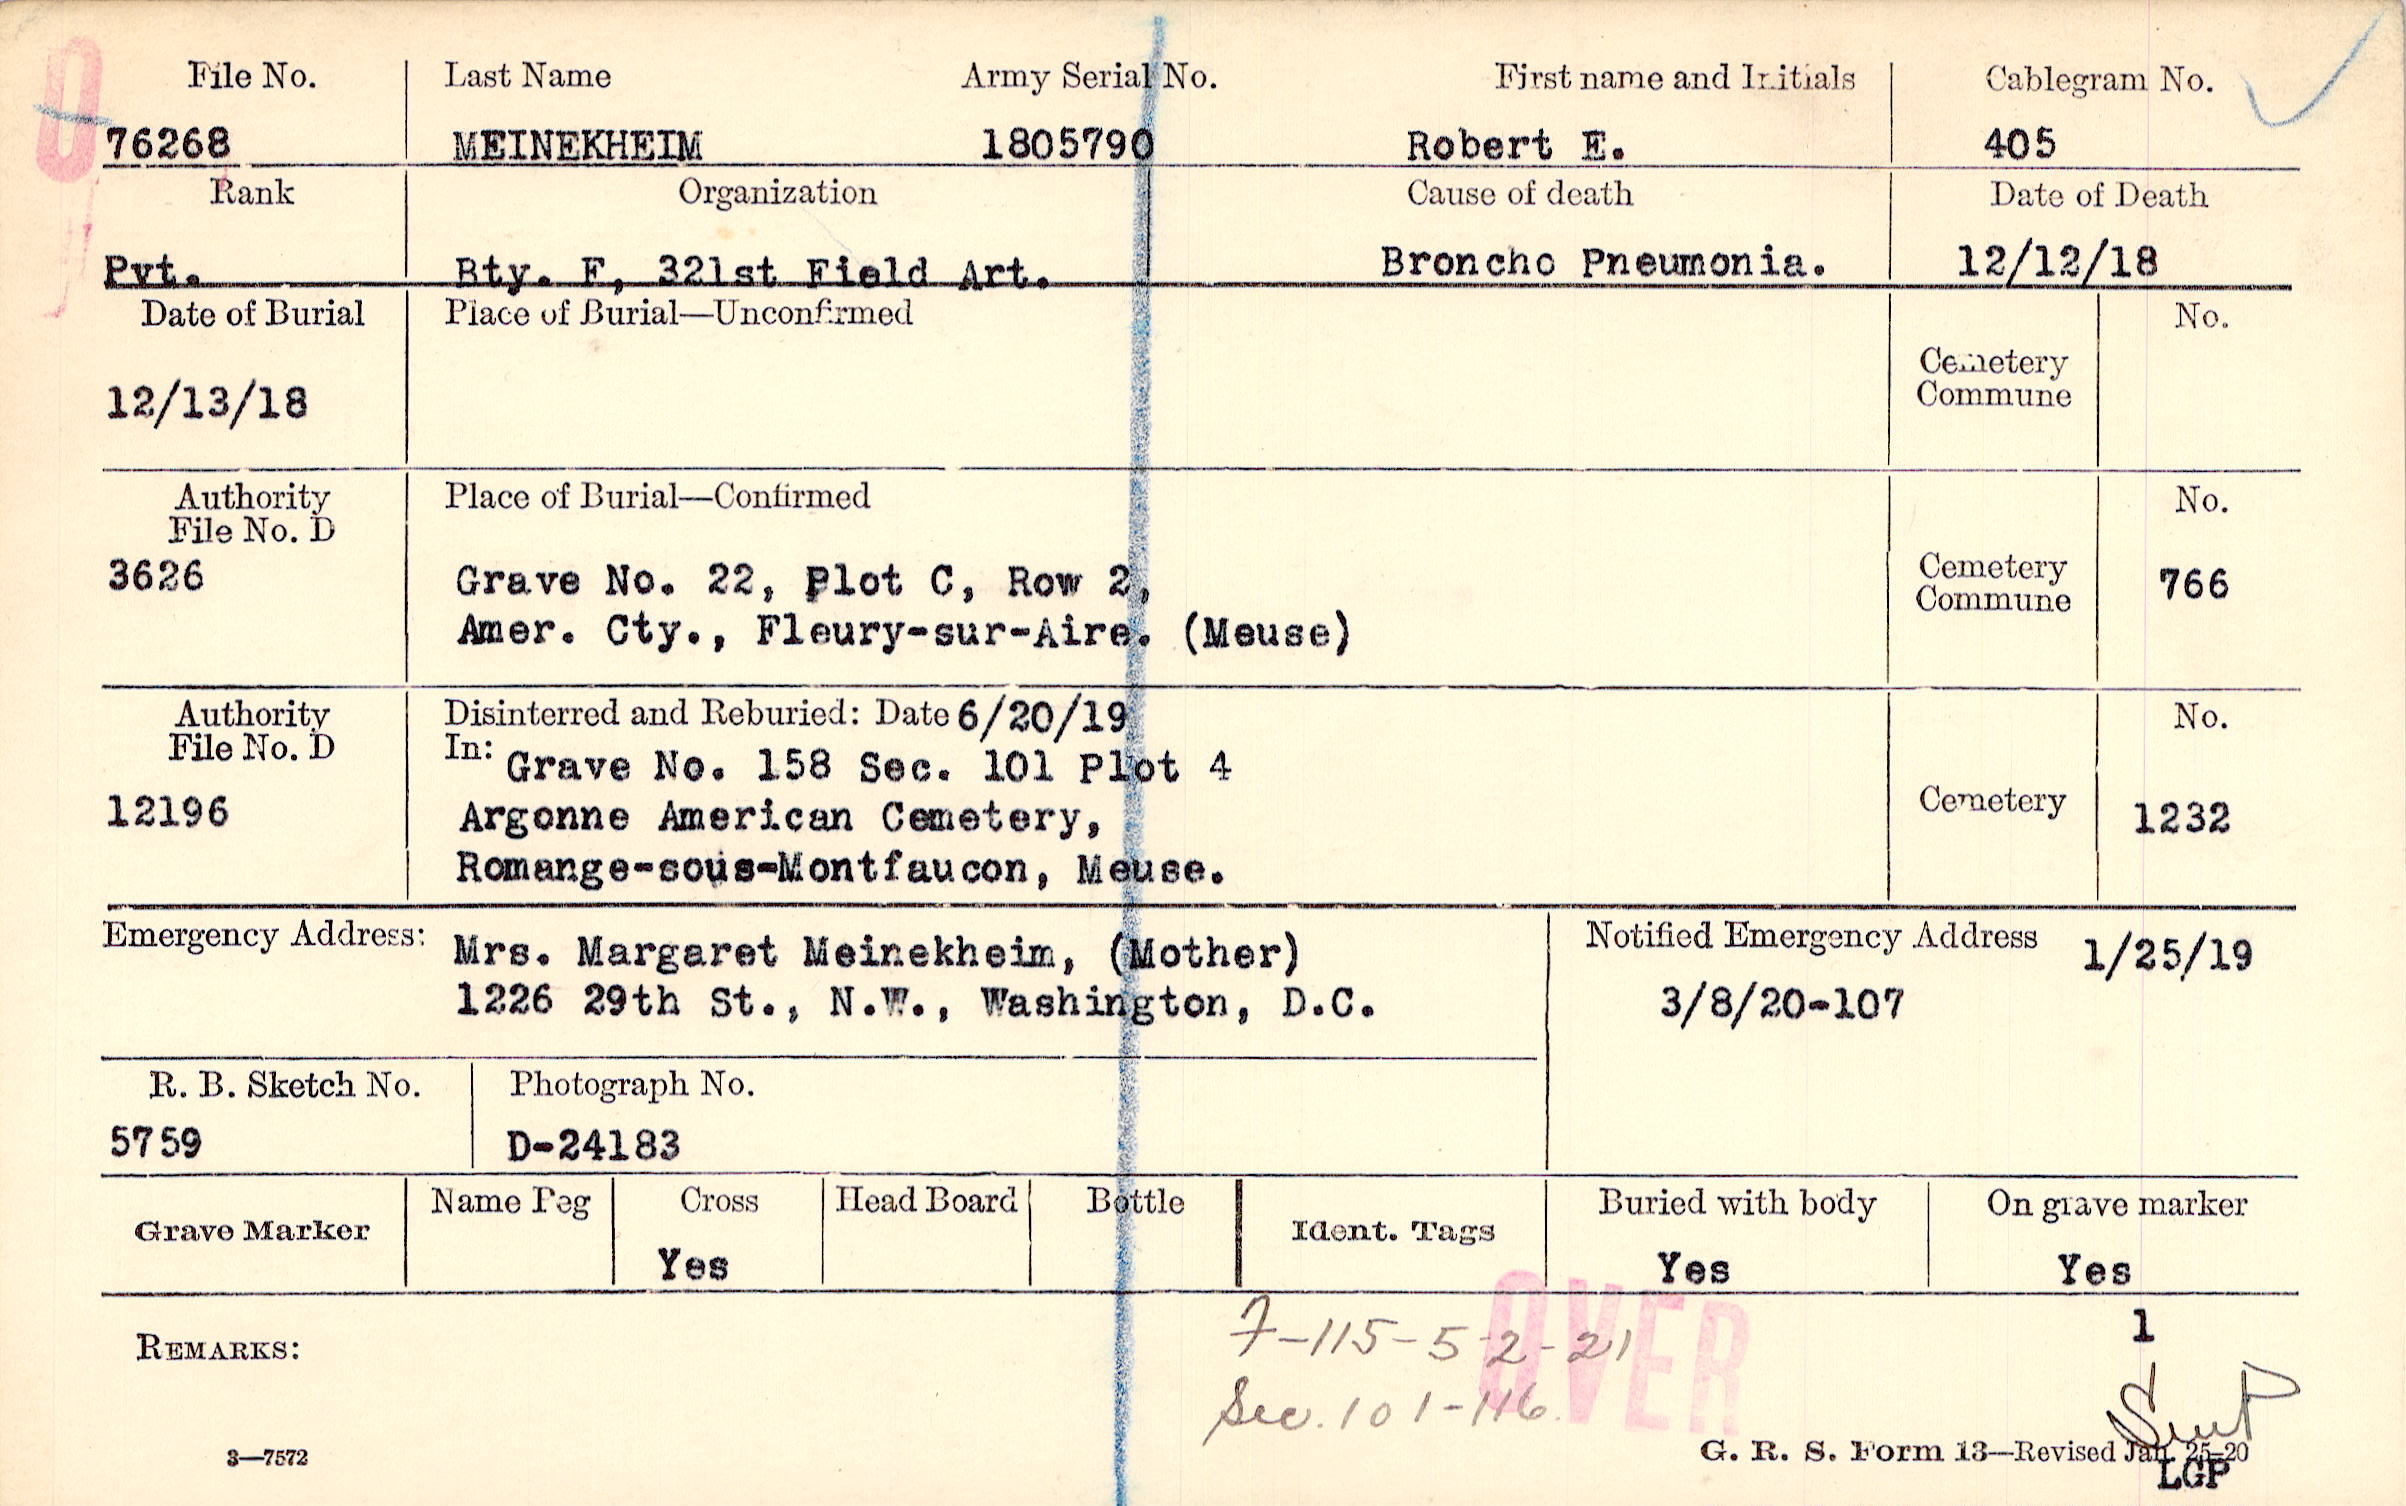 File No. Last Name Army Serial No. First name and Initials Cablegram No.
76268 MEINEKHEIM 1805790 Robert E. 405
Rank Organization Cause of death Date of Death
Pvt. Bty. F, 321st Field Art. Broncho Pneumonia. 12/12/18
Date of Burial Place of Burial—Unconfirmed No.
Cemetery
Commune
12/13/18
Authority Place of Burial—Confirmed No.
File No. D
3626 Grave No. 22, Plot C, Row 2, Cemetery
Commune 766
Amer. Cty., Fleury-sur-Aire. (Meuse)
Authority Disinterred and Reburied: Date 6/20/19 No.
File No. D In: Grave No. 158 Sec. 101 Plot 4
12196 Argonne American Cemetery, Cemetery 1232
Romange-sous-Montfaucon, Meuse.
Emergency Address: Mrs. Margaret Meinekheim, (Mother) Notified Emergency Address 1/25/19
1226 29th St., N.W., Washington, D.C. 3/8/20-107
R. B. Sketch No. Photograph No.
5759 D-24183
Grave Marker Name Peg Cross Head Board Bottle Ident. Tags Buried with body On grave marker
Yes Yes Yes
OVER
7-115-5-2-21 1
REMARKS:
Sec. 101-116.
3—7572 G. R. S. Form 13—Revised Jan. 25-20
LGP